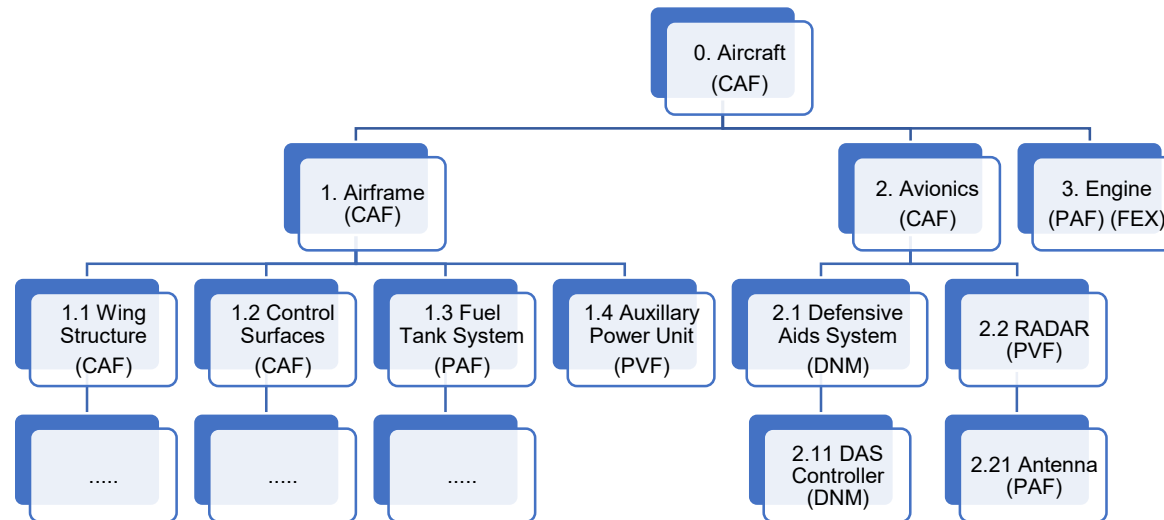 0. Aircraft
(CAF)
1. Airframe
(CAF)
2. Avionics
(CAF)
3. Engine
(PAF) (FEX)
1.1 Wing
Structure
(CAF)
1.2 Control
Surfaces
(CAF)
1.3 Fuel
Tank System
(PAF)
1.4 Auxillary
Power Unit
(PVF)
2.1 Defensive
Aids System
(DNM)
2.2 RADAR
(PVF)
.....
.....
.....
2.11 DAS
Controller
(DNM)
2.21 Antenna
(PAF)